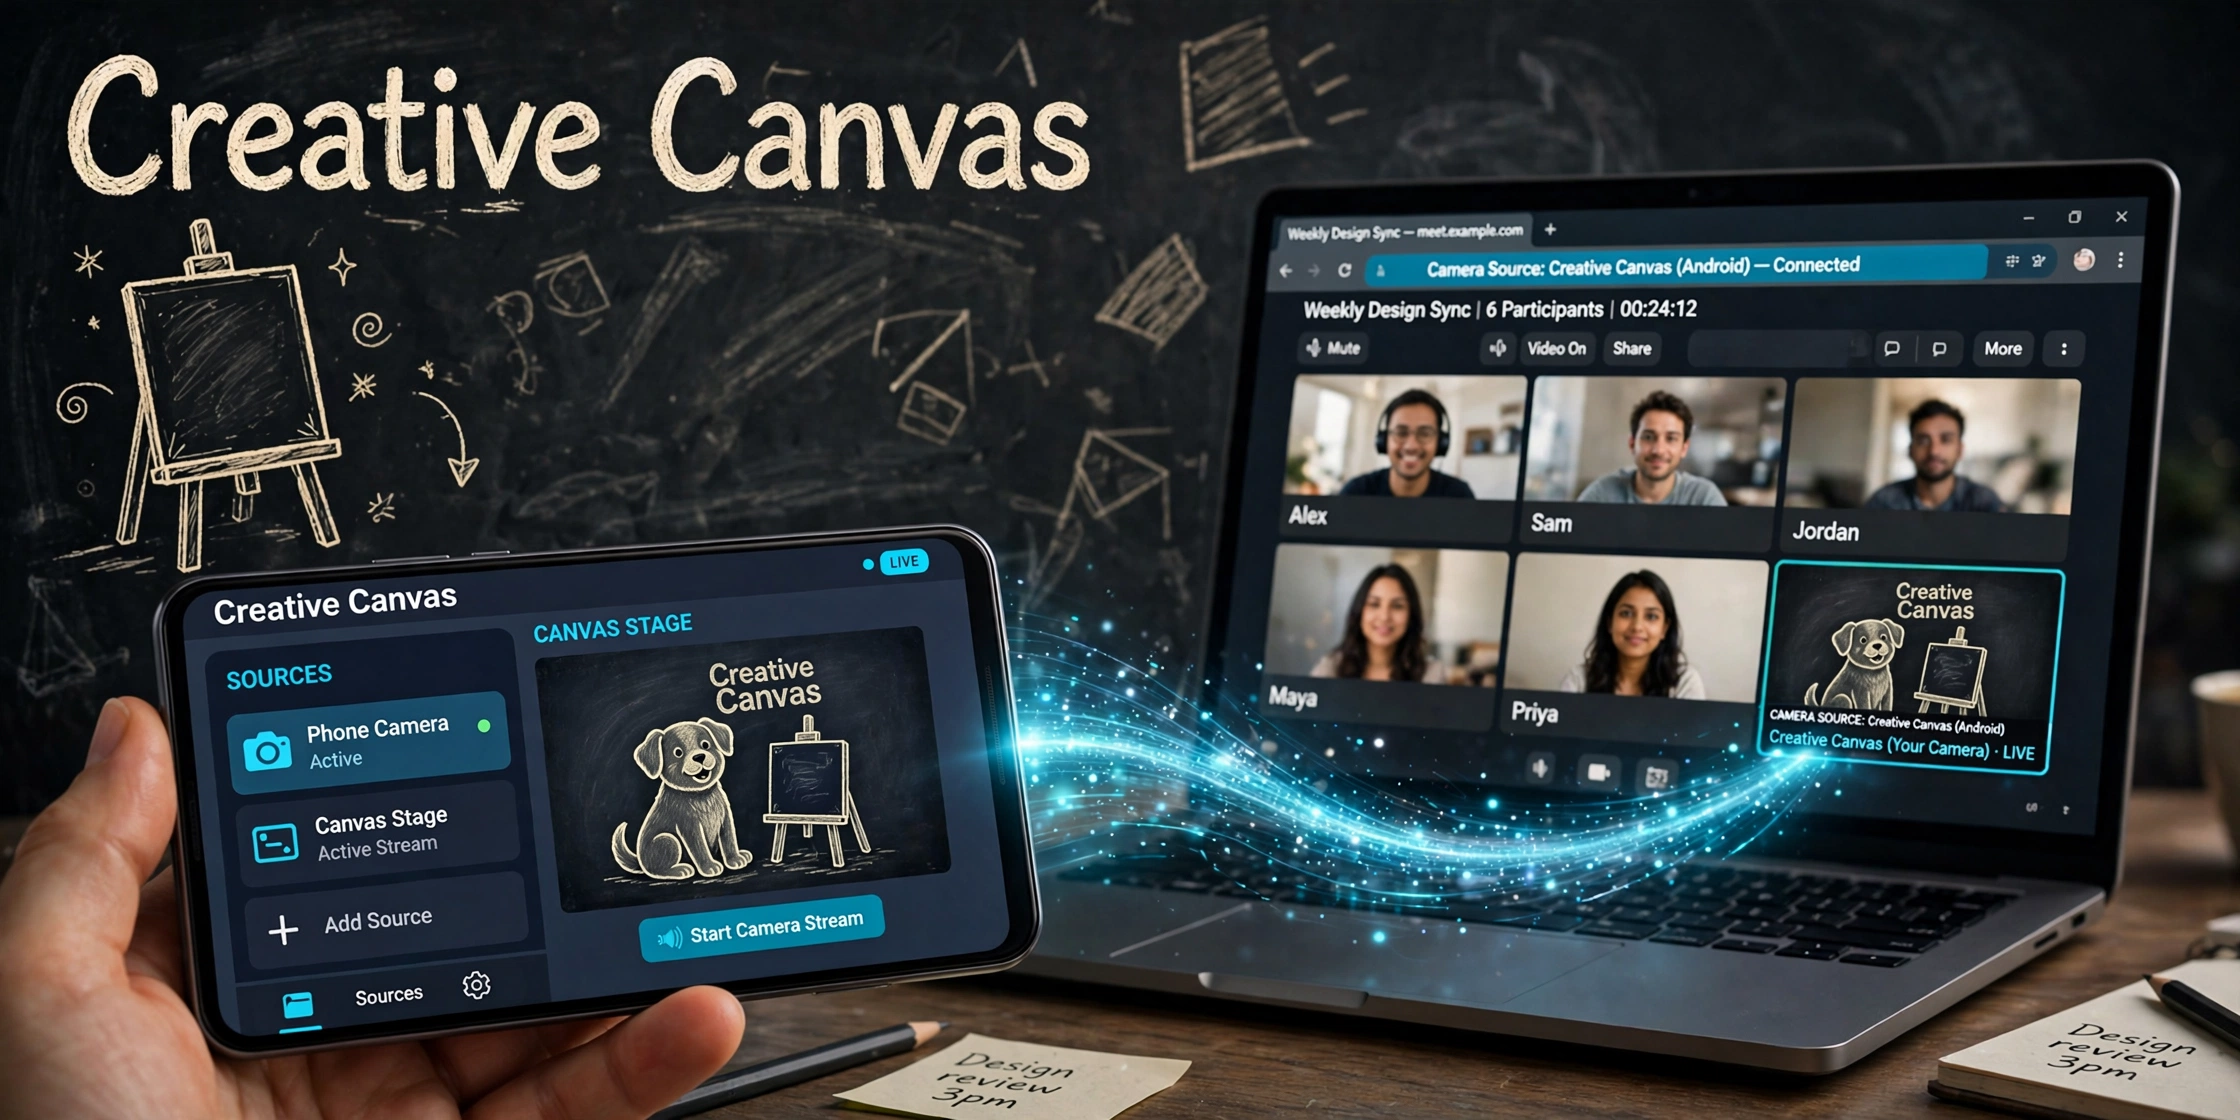 Creative Canvas
Creative Canvas
LIVE
SOURCES
Phone Camera
Active
Canvas Stage
Active Stream
Add Source
Sources
CANVAS STAGE
Creative
Canvas
Start Camera Stream
Weekly Design Sync — meet.example.com
Camera Source: Creative Canvas (Android) — Connected
Weekly Design Sync | 6 Participants | 00:24:12
Mute
Video On
Share
More
Alex
Sam
Jordan
Maya
Priya
Creative
Canvas
CAMERA SOURCE: Creative Canvas (Android)
Creative Canvas (Your Camera) · LIVE
Design
review
3pm
Design
review
3pm